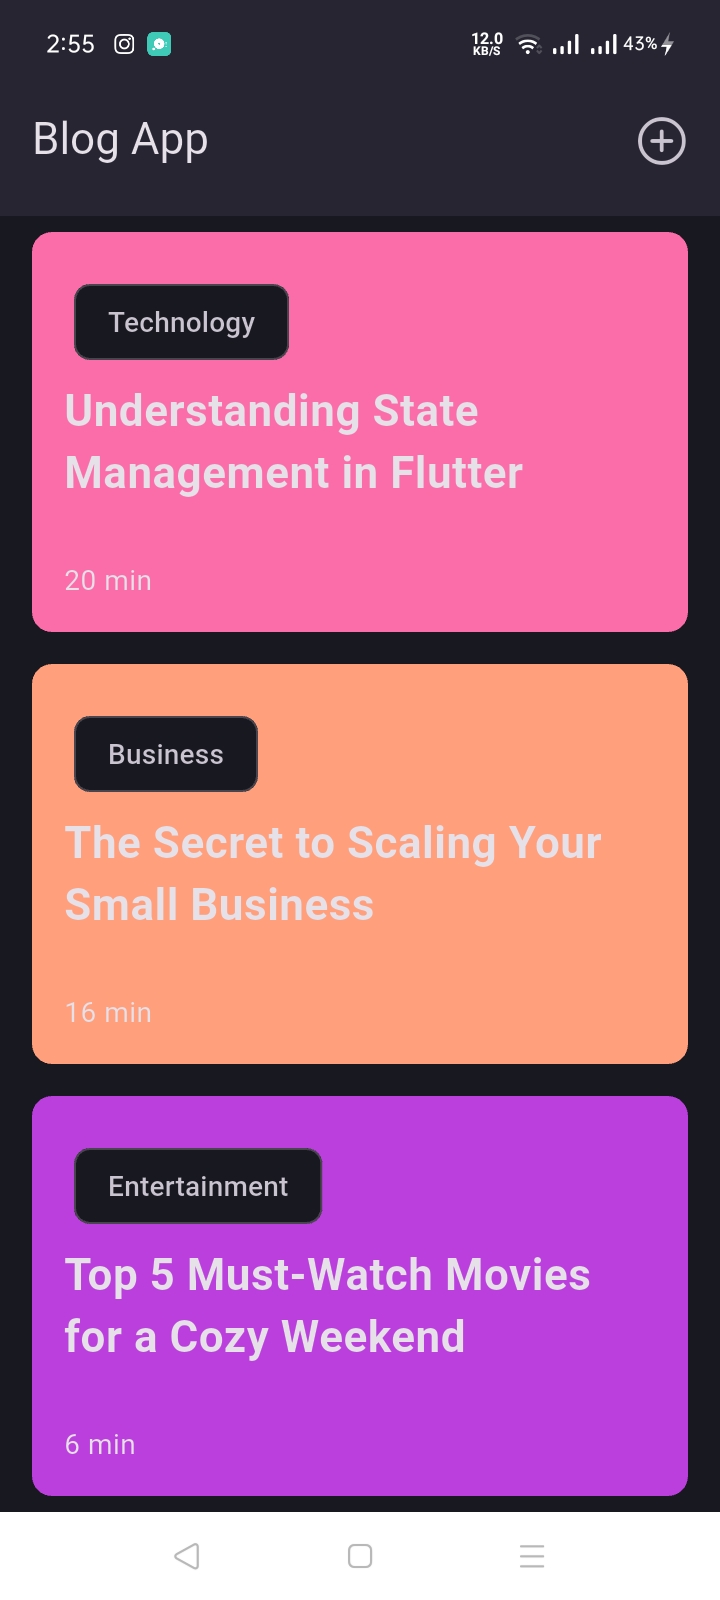 2:55
12.0
KB/S
43%
Blog App
Technology
Understanding State
Management in Flutter
20 min
Business
The Secret to Scaling Your
Small Business
16 min
Entertainment
Top 5 Must-Watch Movies
for a Cozy Weekend
6 min